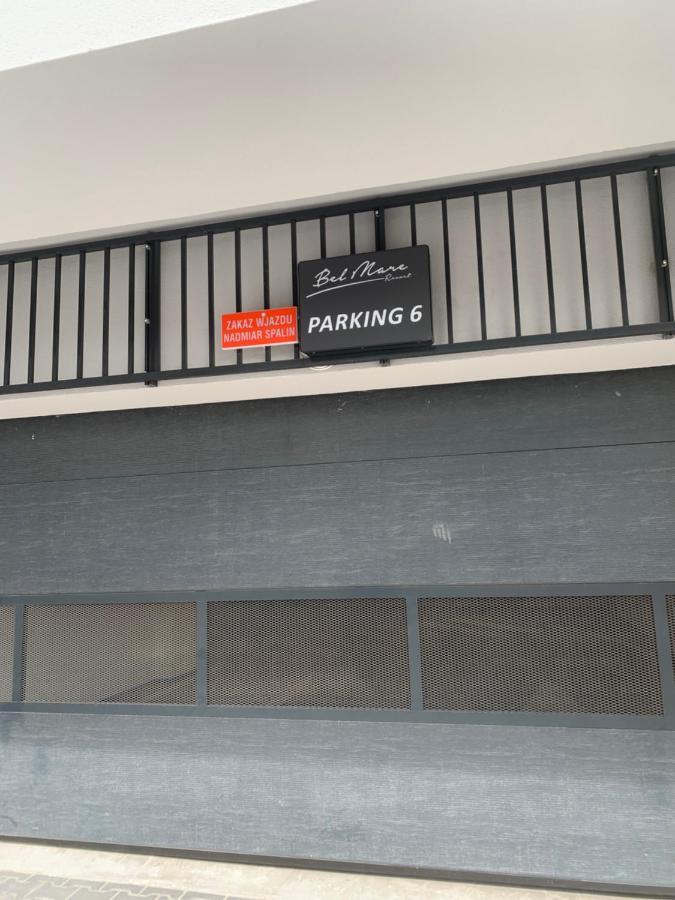 ZAKAZ WJAZDU
NADMIAR SPALIN
Bel Mare
Resort
PARKING 6